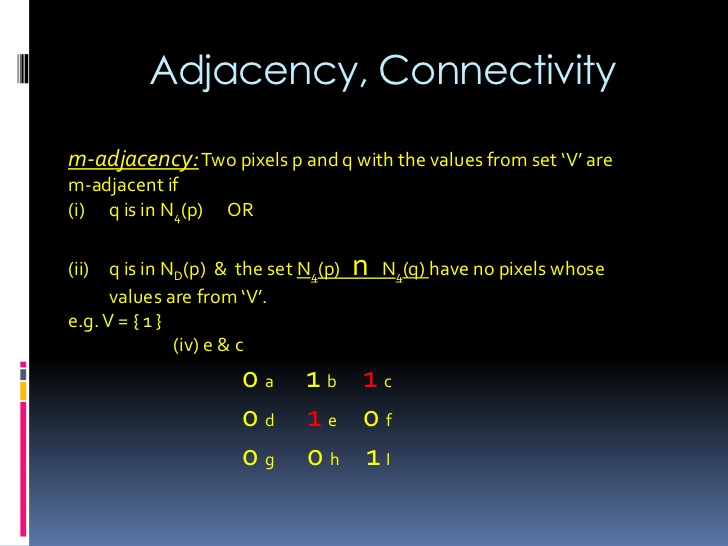 Adjacency, Connectivity
m-adjacency: Two pixels p and q with the values from set ‘V’ are
m-adjacent if
(i) q is in N4(p) OR
(ii) q is in ND(p) & the set N4(p) n N4(q) have no pixels whose
values are from ‘V’.
e.g. V = { 1 }
(iv) e & c
0 a 1 b 1 c
0 d 1 e 0 f
0 g 0 h 1 I